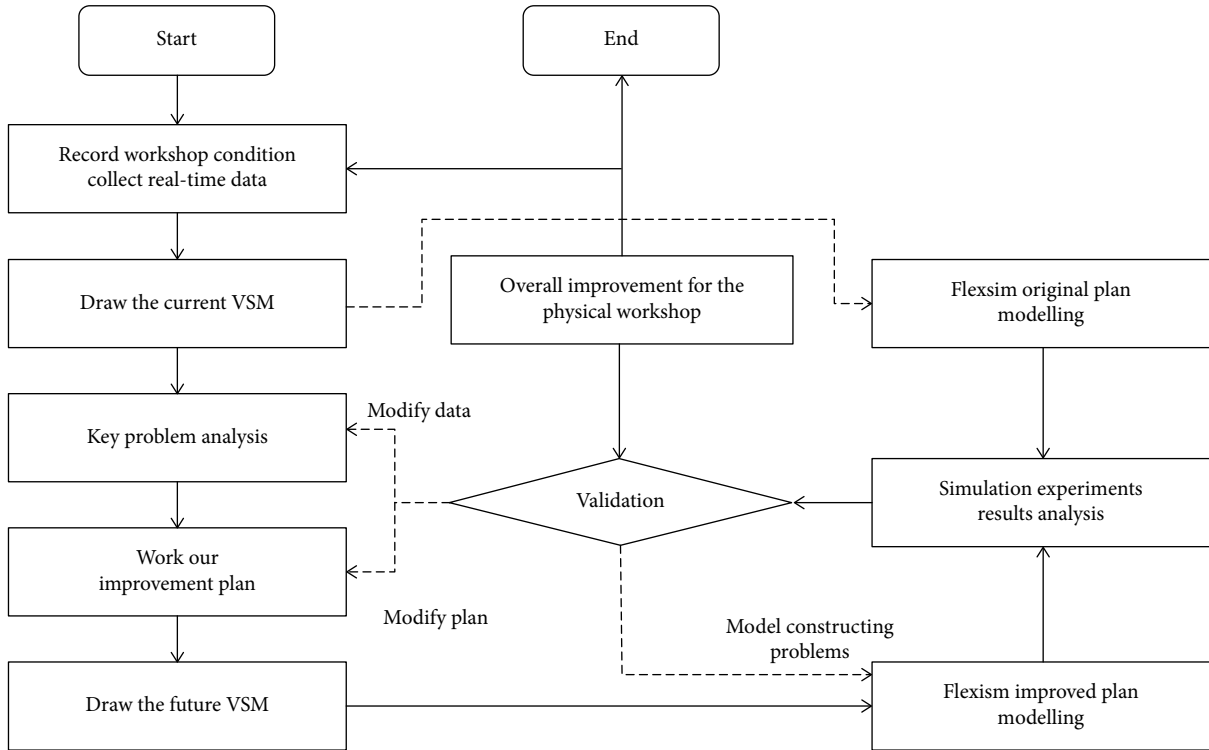 Start
End
Record workshop condition
collect real-time data
Draw the current VSM
Overall improvement for the
physical workshop
Flexsim original plan
modelling
Modify data
Key problem analysis
Validation
Simulation experiments
results analysis
Work our
improvement plan
Modify plan
Model constructing
problems
Draw the future VSM
Flexism improved plan
modelling